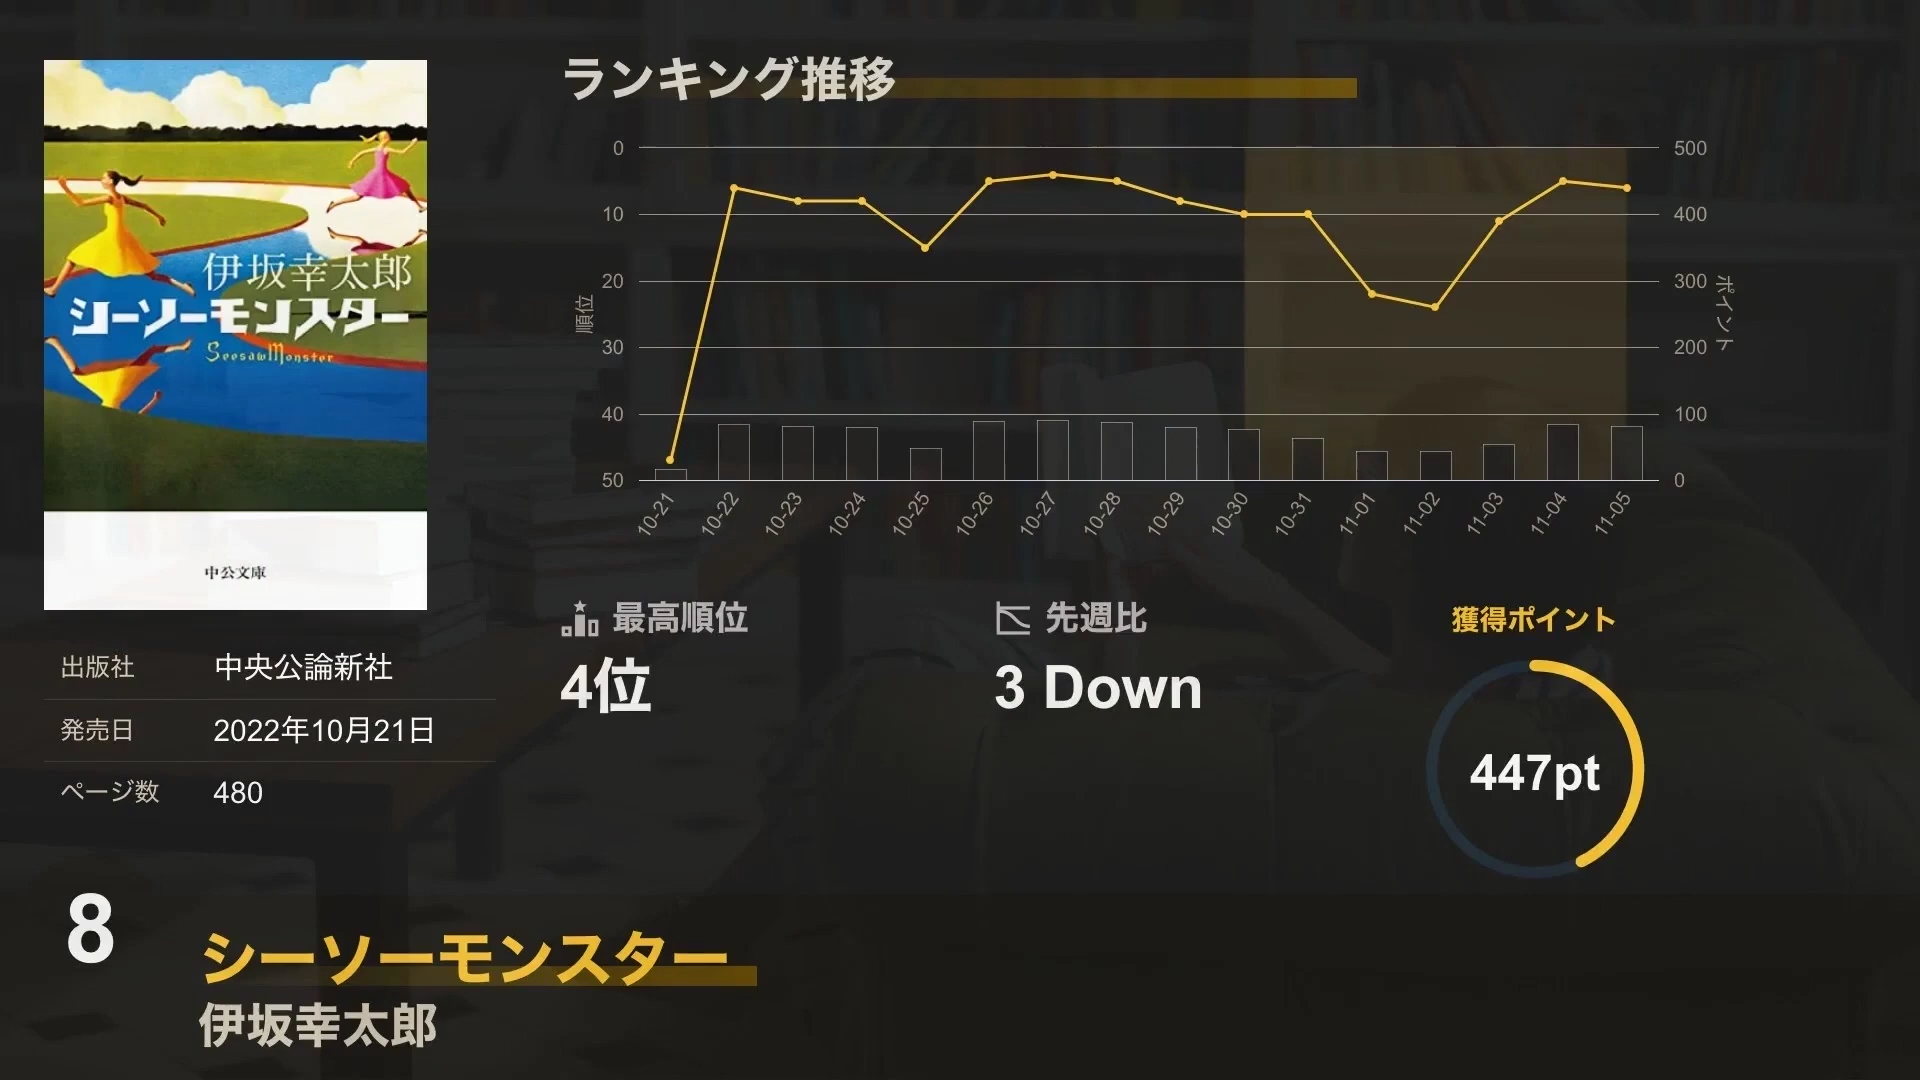 伊坂幸太郎
シーソーモンスター
SeesawMonster
中公文庫
出版社 中央公論新社
発売日 2022年10月21日
ページ数 480
ランキング推移
0
10
20
30
40
50
順位
500
400
300
200
100
0
ポイント
10-21 10-22 10-23 10-24 10-25 10-26 10-27 10-28 10-29 10-30 10-31 11-01 11-02 11-03 11-04 11-05
最高順位
4位
先週比
3 Down
獲得ポイント
447pt
8
シーソーモンスター
伊坂幸太郎